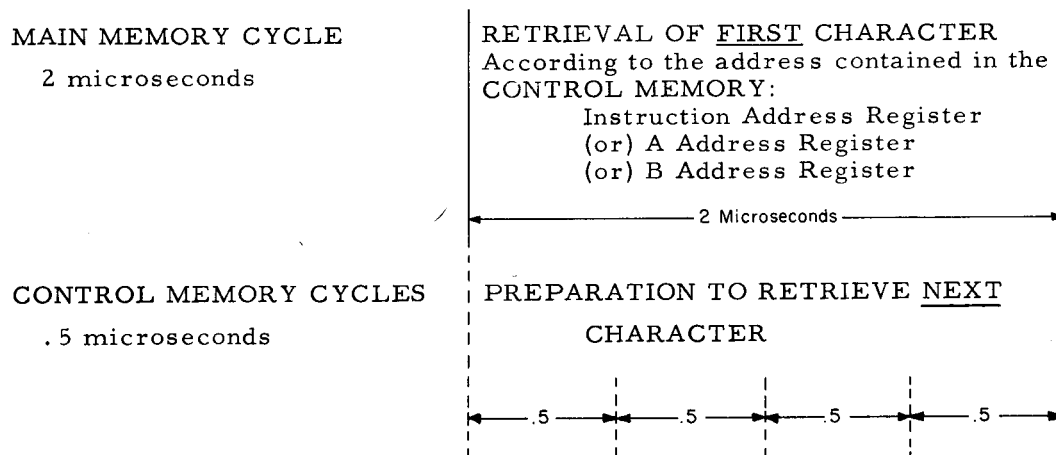 MAIN MEMORY CYCLE
2 microseconds
RETRIEVAL OF FIRST CHARACTER
According to the address contained in the
CONTROL MEMORY:
Instruction Address Register
(or) A Address Register
(or) B Address Register
2 Microseconds
CONTROL MEMORY CYCLES
.5 microseconds
PREPARATION TO RETRIEVE NEXT
CHARACTER
.5 .5 .5 .5